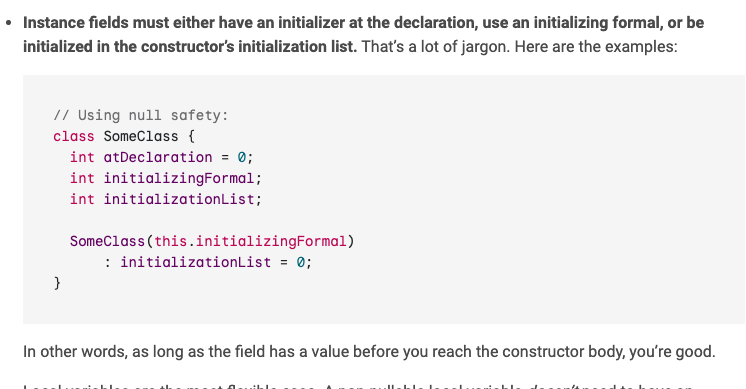 • Instance fields must either have an initializer at the declaration, use an initializing formal, or be
initialized in the constructor’s initialization list. That’s a lot of jargon. Here are the examples:
// Using null safety:
class SomeClass {
  int atDeclaration = 0;
  int initializingFormal;
  int initializationList;
  SomeClass(this.initializingFormal)
      : initializationList = 0;
}
In other words, as long as the field has a value before you reach the constructor body, you’re good.